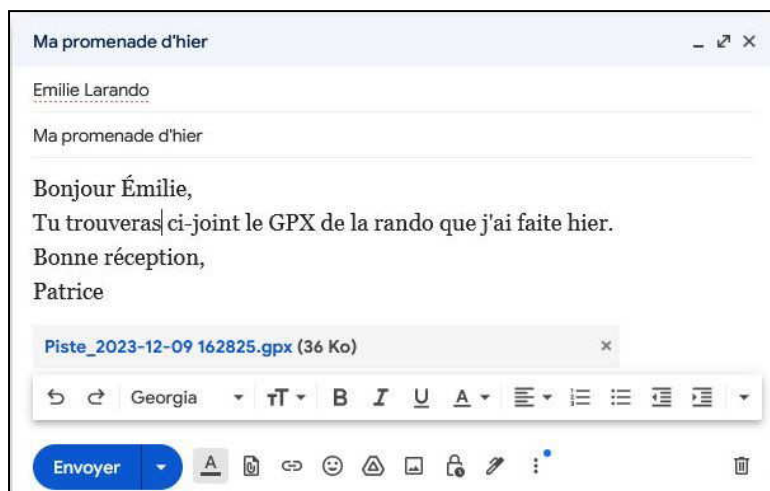 Ma promenade d'hier
Emilie Larando
Ma promenade d'hier
Bonjour Émilie,
Tu trouveras ci-joint le GPX de la rando que j'ai faite hier.
Bonne réception,
Patrice
Piste_2023-12-09 162825.gpx (36 Ko)
Georgia TT B I U A
Envoyer A